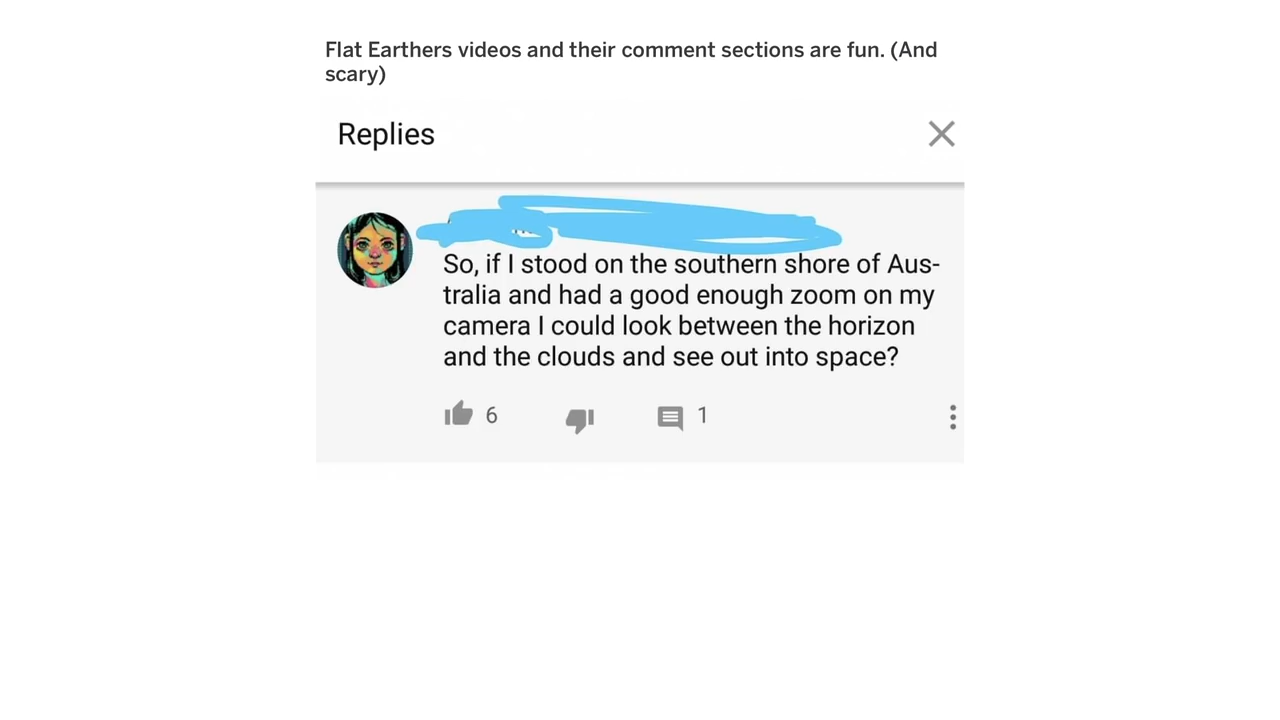 Flat Earthers videos and their comment sections are fun. (And
scary)
Replies
So, if I stood on the southern shore of Aus-
tralia and had a good enough zoom on my
camera I could look between the horizon
and the clouds and see out into space?
6
1